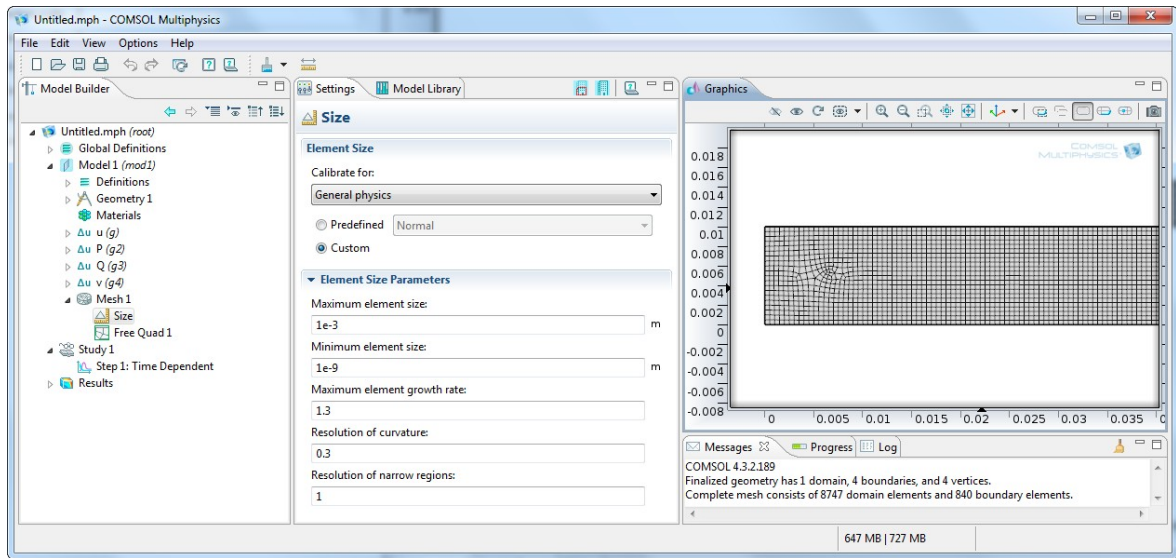 Untitled.mph - COMSOL Multiphysics
File Edit View Options Help
Model Builder
Untitled.mph (root)
Global Definitions
Model 1 (mod1)
Definitions
Geometry 1
Materials
Δu u (g)
Δu P (g2)
Δu Q (g3)
Δu v (g4)
Mesh 1
Size
Free Quad 1
Study 1
Step 1: Time Dependent
Results
Settings Model Library
Size
Element Size
Calibrate for:
General physics
Predefined Normal
Custom
Element Size Parameters
Maximum element size:
1e-3 m
Minimum element size:
1e-9 m
Maximum element growth rate:
1.3
Resolution of curvature:
0.3
Resolution of narrow regions:
1
Graphics
COMSOL
MULTIPHYSICS
0.018
0.016
0.014
0.012
0.01
0.008
0.006
0.004
0.002
0
-0.002
-0.004
-0.006
-0.008
0 0.005 0.01 0.015 0.02 0.025 0.03 0.035
Messages Progress Log
COMSOL 4.3.2.189
Finalized geometry has 1 domain, 4 boundaries, and 4 vertices.
Complete mesh consists of 8747 domain elements and 840 boundary elements.
647 MB | 727 MB